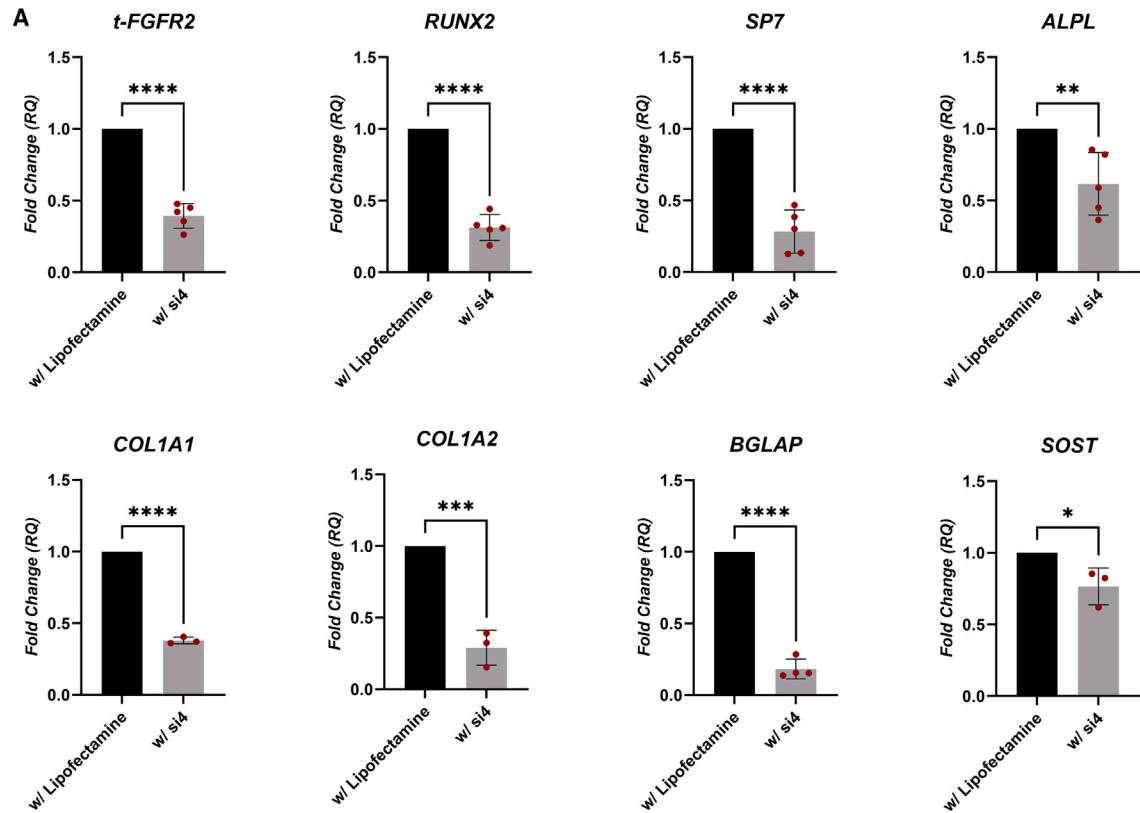 A
t-FGFR2
Fold Change (RQ)
1.5
1.0
0.5
0.0
****
w/ Lipofectamine
w/ si4
RUNX2
Fold Change (RQ)
1.5
1.0
0.5
0.0
****
w/ Lipofectamine
w/ si4
SP7
Fold Change (RQ)
1.5
1.0
0.5
0.0
****
w/ Lipofectamine
w/ si4
ALPL
Fold Change (RQ)
1.5
1.0
0.5
0.0
**
w/ Lipofectamine
w/ si4
COL1A1
Fold Change (RQ)
1.5
1.0
0.5
0.0
****
w/ Lipofectamine
w/ si4
COL1A2
Fold Change (RQ)
1.5
1.0
0.5
0.0
***
w/ Lipofectamine
w/ si4
BGLAP
Fold Change (RQ)
1.5
1.0
0.5
0.0
****
w/ Lipofectamine
w/ si4
SOST
Fold Change (RQ)
1.5
1.0
0.5
0.0
*
w/ Lipofectamine
w/ si4